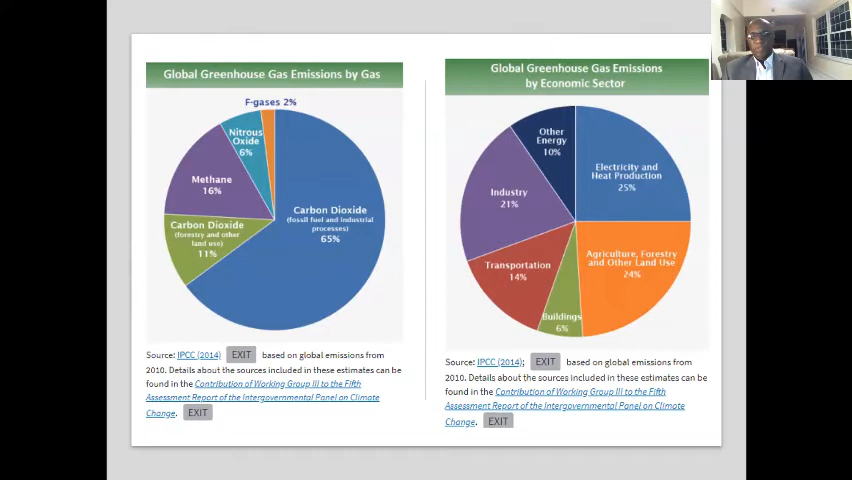 Global Greenhouse Gas Emissions by Gas
F-gases 2%
Nitrous
Oxide
6%
Methane
16%
Carbon Dioxide
(forestry and other
land use)
11%
Carbon Dioxide
(fossil fuel and industrial
processes)
65%
Source: IPCC (2014) EXIT based on global emissions from
2010. Details about the sources included in these estimates can be
found in the Contribution of Working Group III to the Fifth
Assessment Report of the Intergovernmental Panel on Climate
Change. EXIT
Global Greenhouse Gas Emissions
by Economic Sector
Other
Energy
10%
Electricity and
Heat Production
25%
Industry
21%
Agriculture, Forestry
and Other Land Use
24%
Transportation
14%
Buildings
6%
Source: IPCC (2014); EXIT based on global emissions from
2010. Details about the sources included in these estimates can be
found in the Contribution of Working Group III to the Fifth
Assessment Report of the Intergovernmental Panel on Climate
Change. EXIT